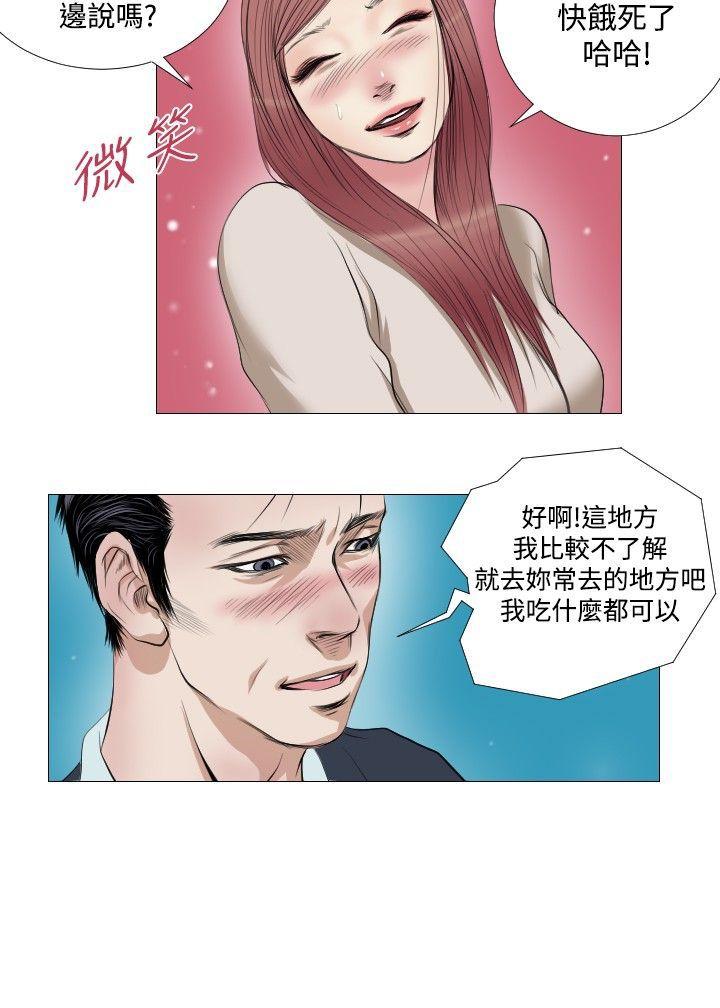 邊說嗎?
快餓死了
哈哈!
微笑
好啊!這地方
我比較不了解
就去妳常去的地方吧
我吃什麼都可以